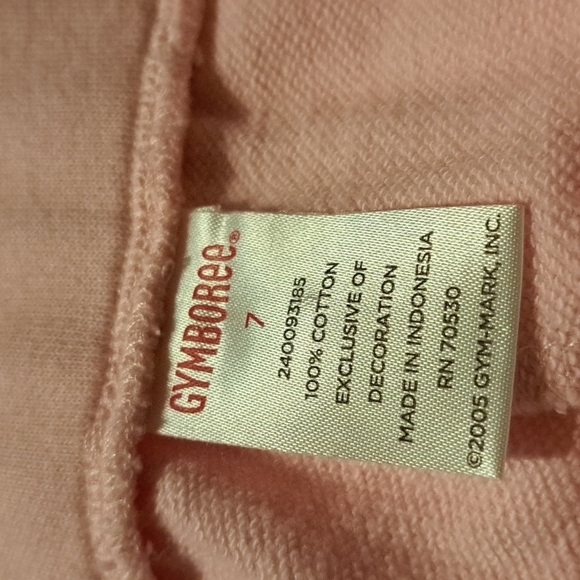 GYMBOREE®
7
240093185
100% COTTON
EXCLUSIVE OF
DECORATION
MADE IN INDONESIA
RN 70530
©2005 GYM-MARK, INC.